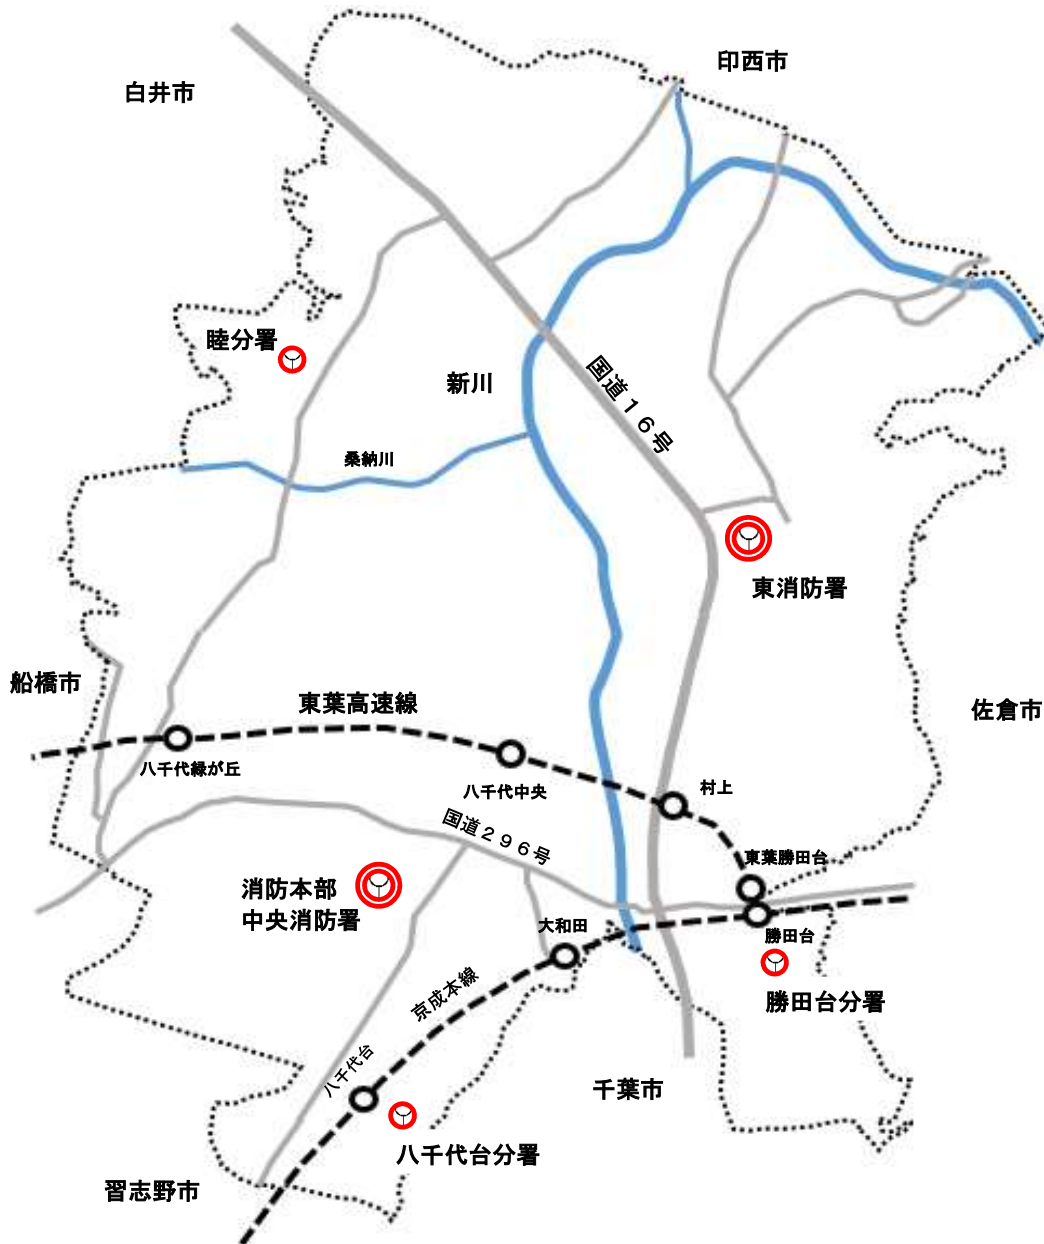 印西市
白井市
睦分署
新川
国道１６号
桑納川
東消防署
船橋市
東葉高速線
佐倉市
八千代緑が丘
八千代中央
村上
国道２９６号
東葉勝田台
消防本部
中央消防署
大和田
勝田台
京成本線
勝田台分署
八千代台
千葉市
八千代台分署
習志野市